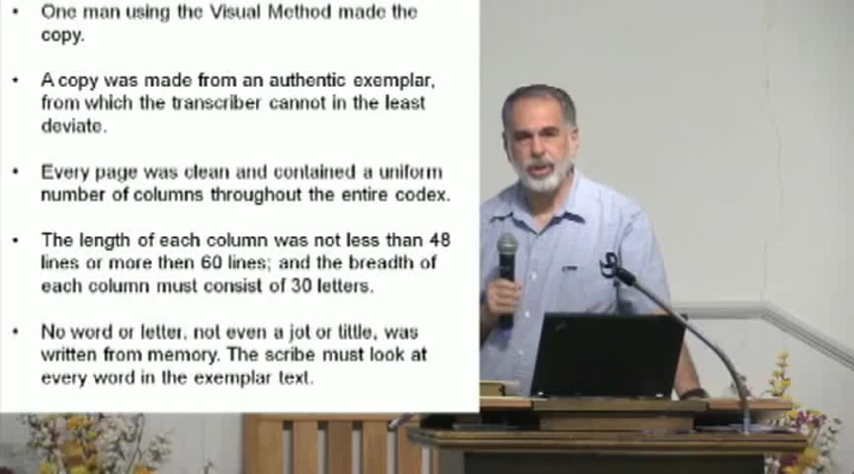 • One man using the Visual Method made the
copy.
• A copy was made from an authentic exemplar,
from which the transcriber cannot in the least
deviate.
• Every page was clean and contained a uniform
number of columns throughout the entire codex.
• The length of each column was not less than 48
lines or more then 60 lines; and the breadth of
each column must consist of 30 letters.
• No word or letter, not even a jot or tittle, was
written from memory. The scribe must look at
every word in the exemplar text.